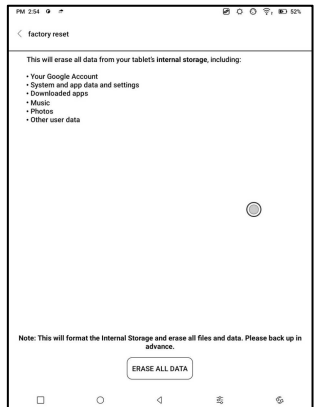 PM 2:54
52%
factory reset
This will erase all data from your tablet's internal storage, including:
• Your Google Account
• System and app data and settings
• Downloaded apps
• Music
• Photos
• Other user data
Note: This will format the Internal Storage and erase all files and data. Please back up in
advance.
ERASE ALL DATA